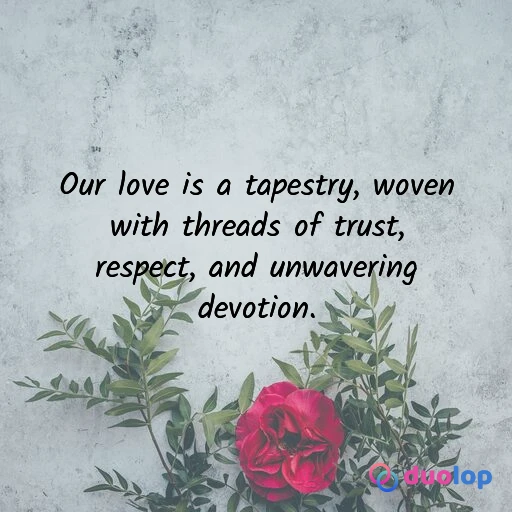 Our love is a tapestry, woven
with threads of trust,
respect, and unwavering
devotion.
duolop